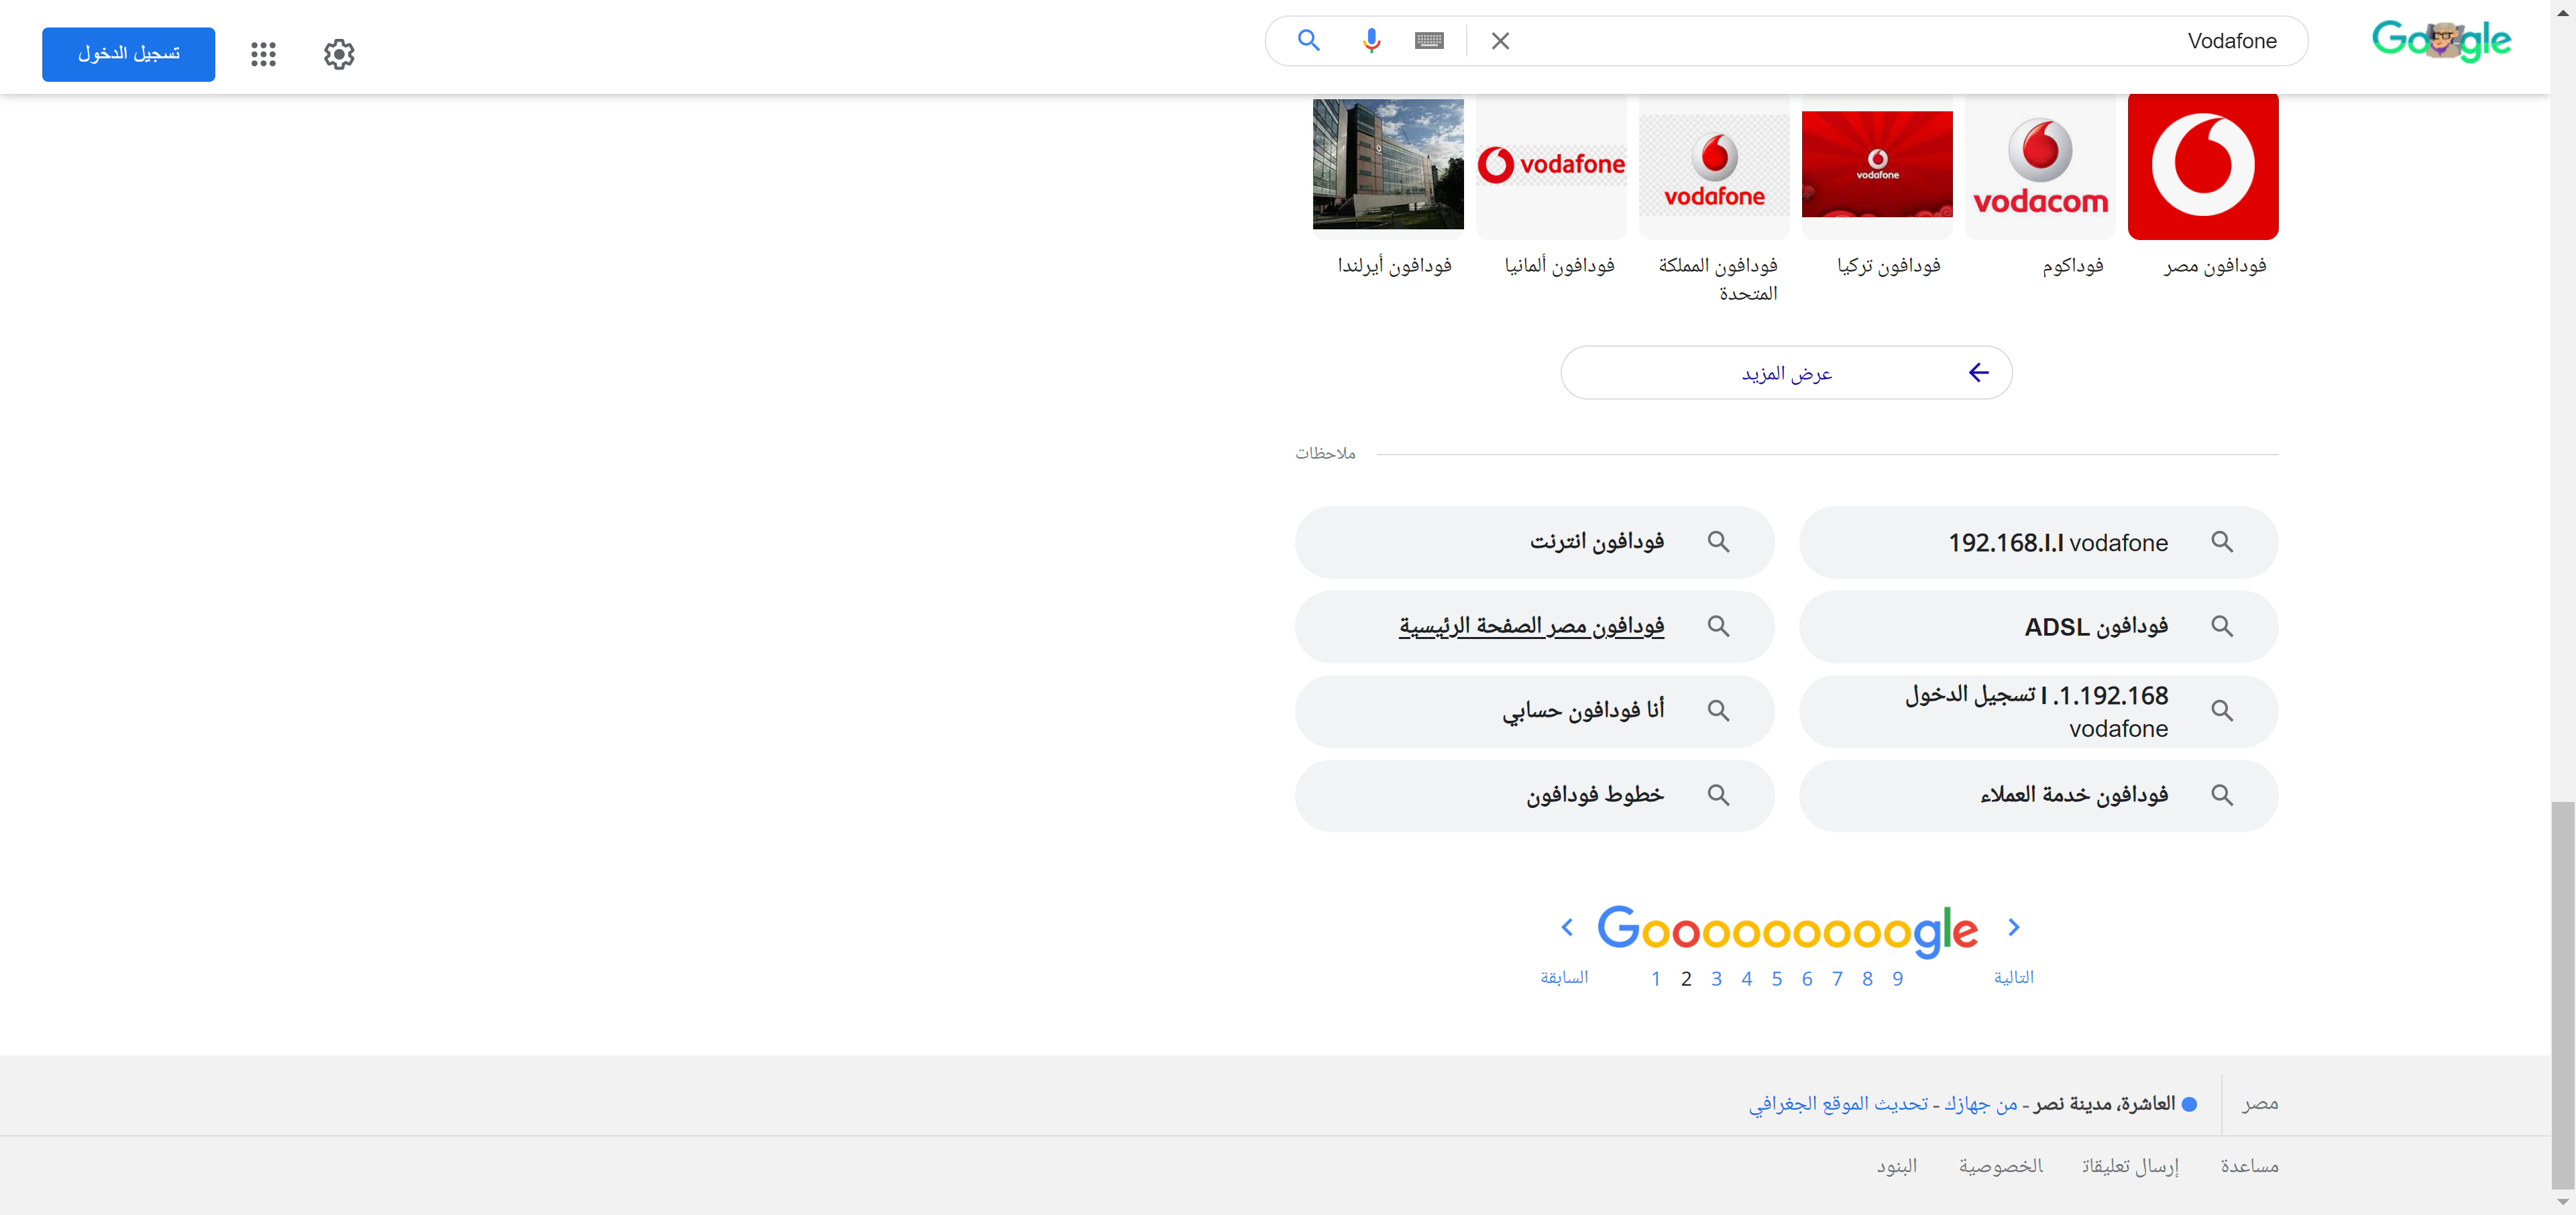 Google
Vodafone
تسجيل الدخول
vodacom
vodafone
vodafone
vodafone
فودافون مصر
فوداكوم
فودافون تركيا
فودافون المملكة
المتحدة
فودافون ألمانيا
فودافون أيرلندا
عرض المزيد
ملاحظات
192.168.l.l vodafone
فودافون انترنت
فودافون ADSL
فودافون مصر الصفحة الرئيسية
1.192.168. l تسجيل الدخول
vodafone
أنا فودافون حسابي
فودافون خدمة العملاء
خطوط فودافون
Goooooooooogle
السابقة 1 2 3 4 5 6 7 8 9 التالية
مصر
العاشرة، مدينة نصر - من جهازك - تحديث الموقع الجغرافي
مساعدة إرسال تعليقات الخصوصية البنود